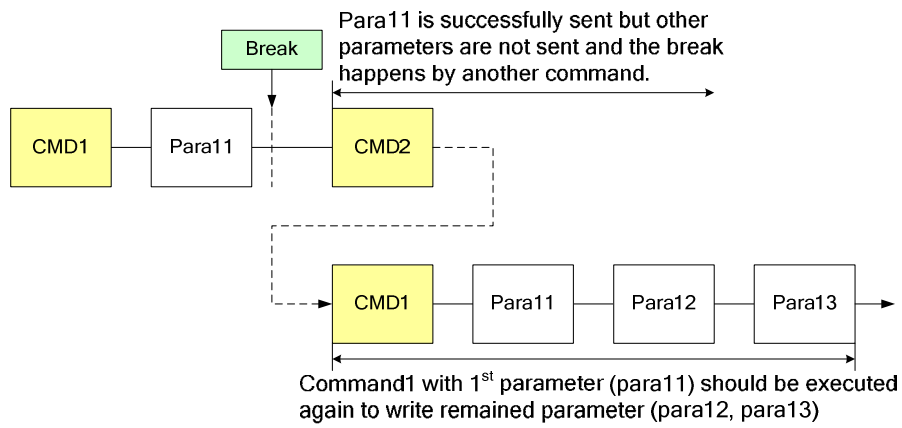 Para11 is successfully sent but other
parameters are not sent and the break
happens by another command.
Break
CMD1
Para11
CMD2
CMD1
Para11
Para12
Para13
Command1 with 1st parameter (para11) should be executed
again to write remained parameter (para12, para13)